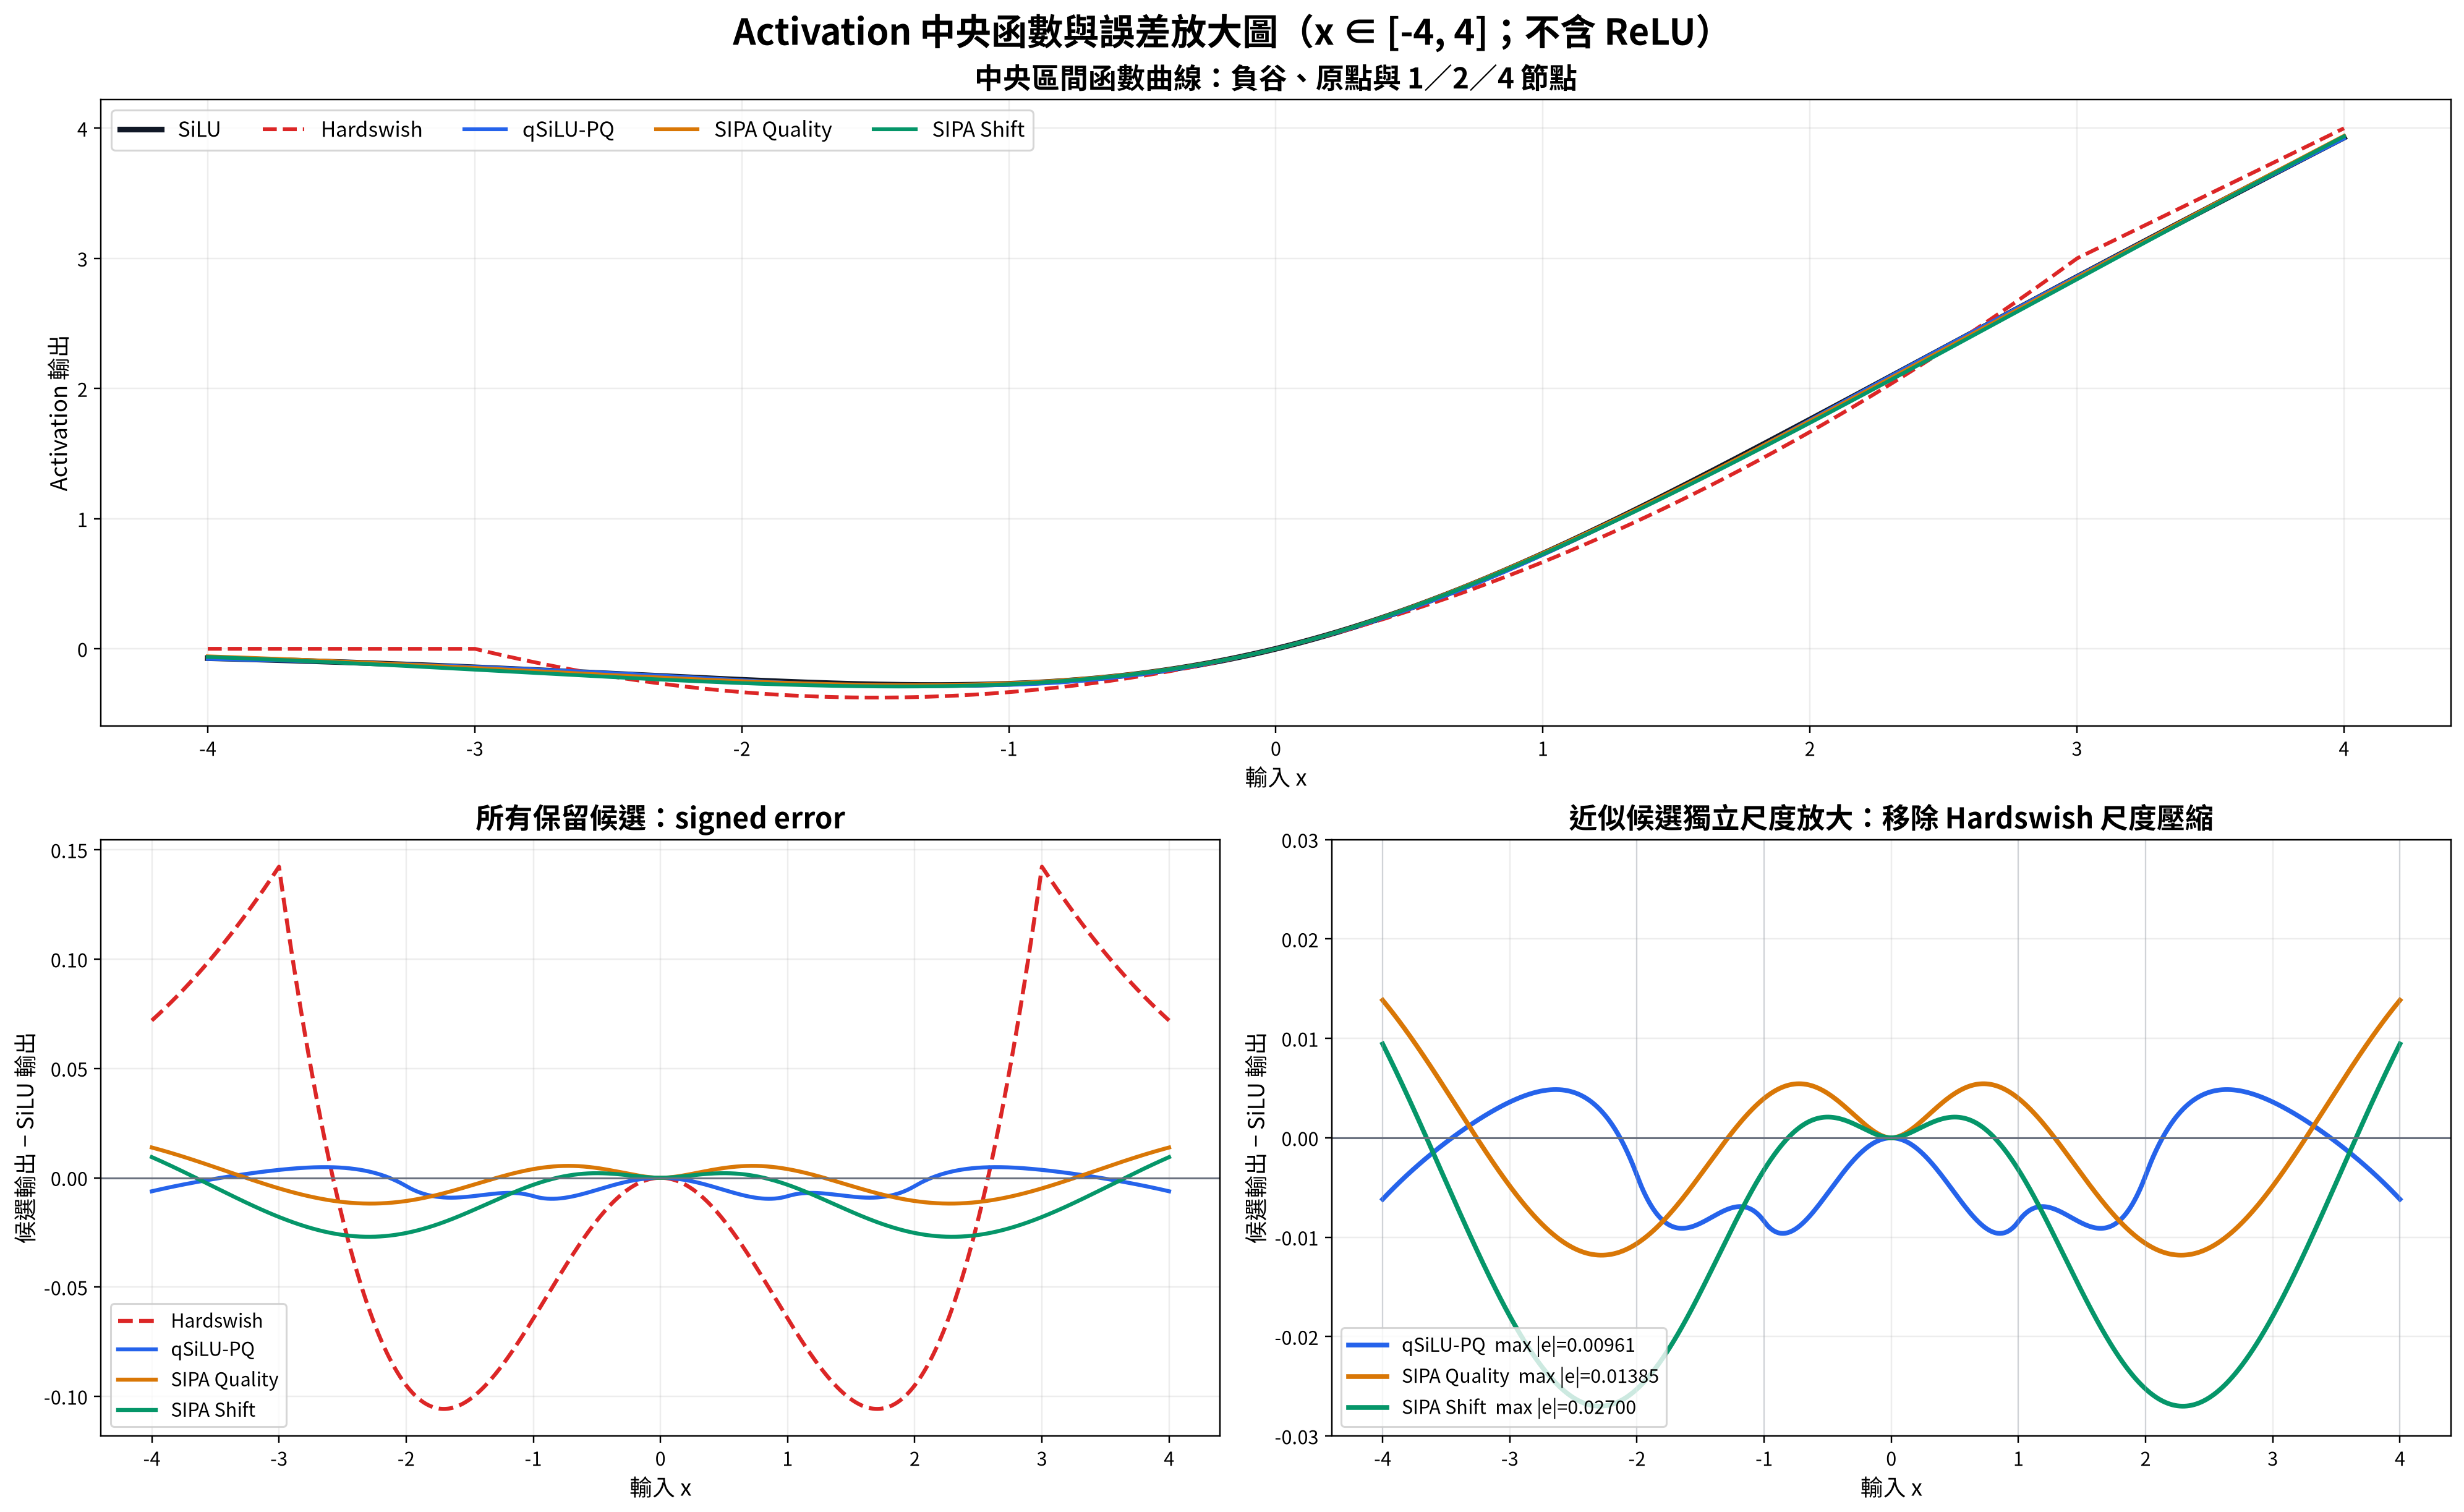 Activation 中央函數與誤差放大圖（x ∈ [-4, 4]；不含 ReLU）
中央區間函數曲線：負谷、原點與 1／2／4 節點
SiLU Hardswish qSiLU-PQ SIPA Quality SIPA Shift
Activation 輸出
4
3
2
1
0
-4 -3 -2 -1 0 1 2 3 4
輸入 x
所有保留候選：signed error
候選輸出 − SiLU 輸出
0.15
0.10
0.05
0.00
-0.05
-0.10
Hardswish
qSiLU-PQ
SIPA Quality
SIPA Shift
-4 -3 -2 -1 0 1 2 3 4
輸入 x
近似候選獨立尺度放大：移除 Hardswish 尺度壓縮
候選輸出 − SiLU 輸出
0.03
0.02
0.01
0.00
-0.01
-0.02
-0.03
qSiLU-PQ max |e|=0.00961
SIPA Quality max |e|=0.01385
SIPA Shift max |e|=0.02700
-4 -3 -2 -1 0 1 2 3 4
輸入 x